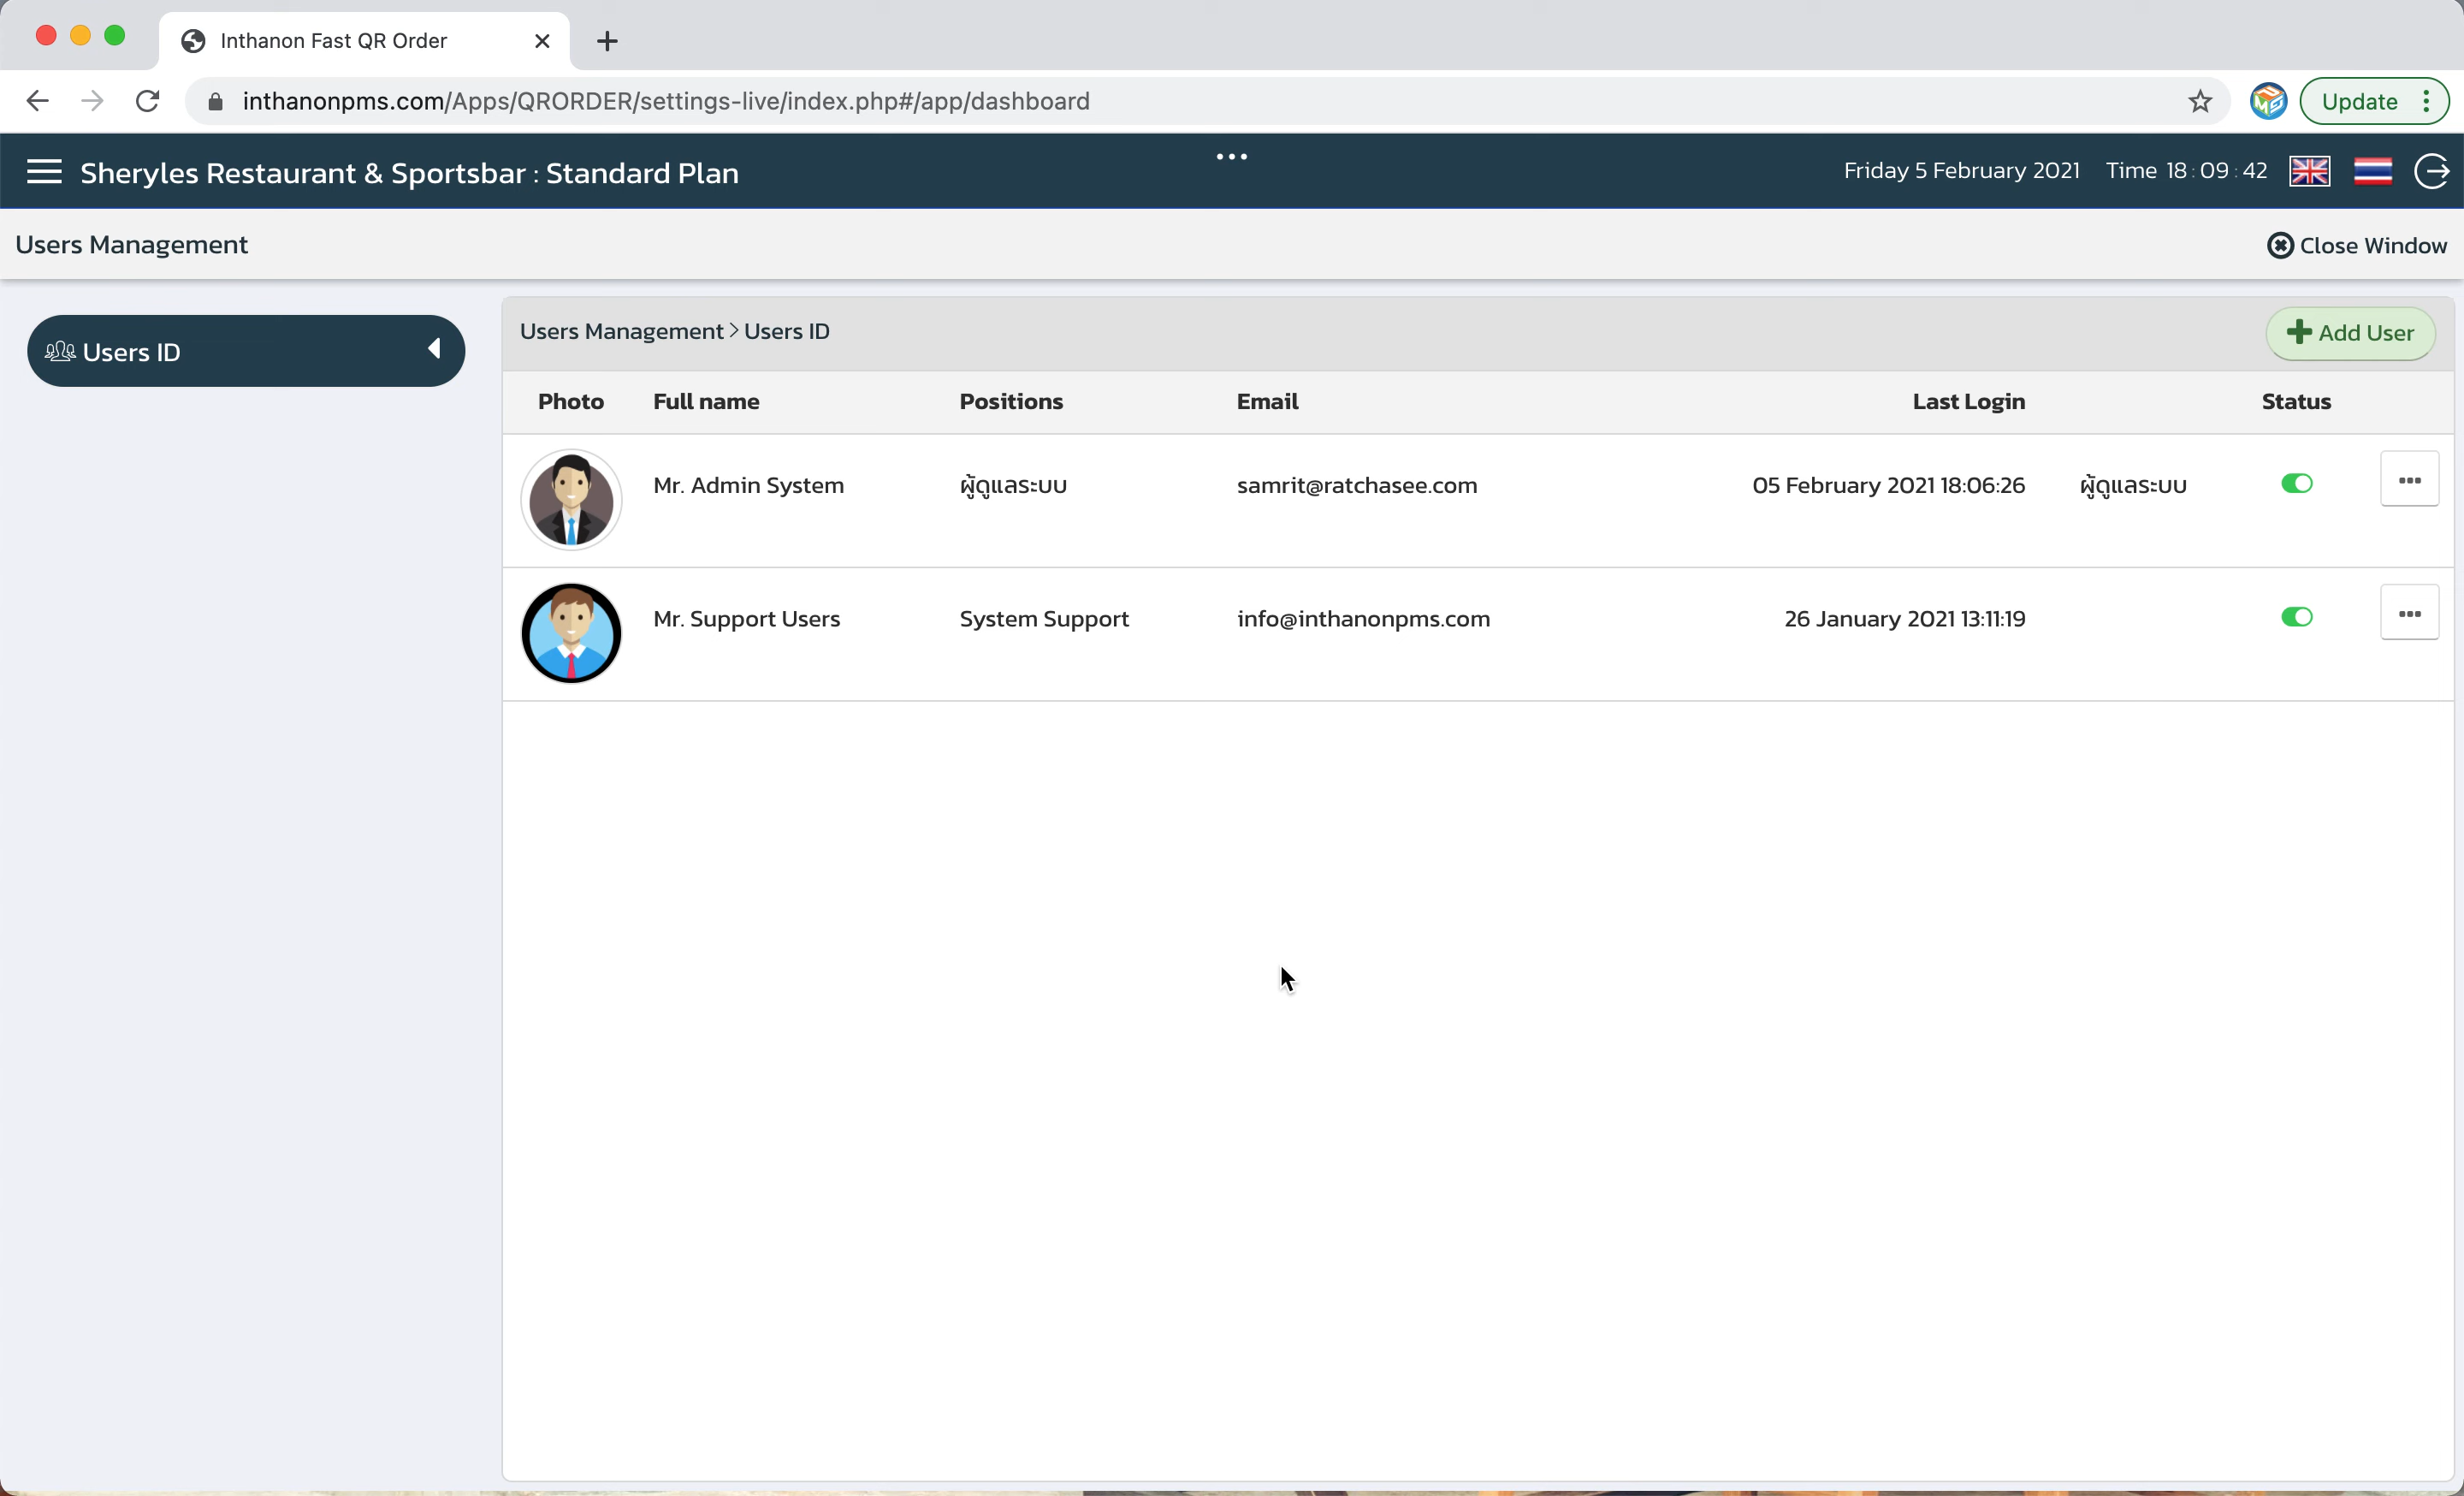 Inthanon Fast QR Order
inthanonpms.com/Apps/QRORDER/settings-live/index.php#/app/dashboard
Update
Sheryles Restaurant & Sportsbar : Standard Plan
Friday 5 February 2021 Time 18 : 09 : 42
Users Management
Close Window
Users ID
Users Management > Users ID
Add User
Photo Full name Positions Email Last Login Status
Mr. Admin System ผู้ดูแลระบบ samrit@ratchasee.com 05 February 2021 18:06:26 ผู้ดูแลระบบ
Mr. Support Users System Support info@inthanonpms.com 26 January 2021 13:11:19